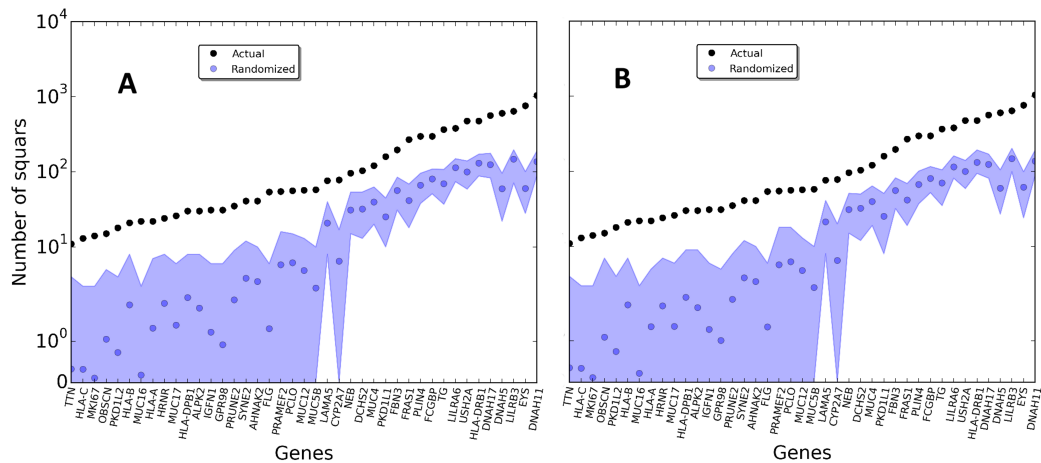 10^4
10^3
10^2
10^1
10^0
0
Number of squars
A
Actual
Randomized
TTN
HLA-C
MKI67
OBSCN
PKD1L2
HLA-B
MUC16
HLA-A
HRNR
MUC17
HLA-DPB1
ALPK2
IGFN1
GPR98
PRUNE2
SYNE2
AHNAK2
FLG
PRAMEF2
PCLO
MUC12
MUC5B
LAMA5
CYP2A7
NEB
DCHS2
MUC4
PKD1L1
FBN3
FRAS1
PLIN4
FCGBP
TG
LILRA6
USH2A
HLA-DRB1
DNAH17
DNAH5
LILRB3
EYS
DNAH11
Genes
B
Actual
Randomized
TTN
HLA-C
MKI67
OBSCN
PKD1L2
HLA-B
MUC16
HLA-A
HRNR
MUC17
HLA-DPB1
ALPK2
IGFN1
GPR98
PRUNE2
SYNE2
AHNAK2
FLG
PRAMEF2
PCLO
MUC12
MUC5B
LAMA5
CYP2A7
NEB
DCHS2
MUC4
PKD1L1
FBN3
FRAS1
PLIN4
FCGBP
TG
LILRA6
USH2A
HLA-DRB1
DNAH17
DNAH5
LILRB3
EYS
DNAH11
Genes